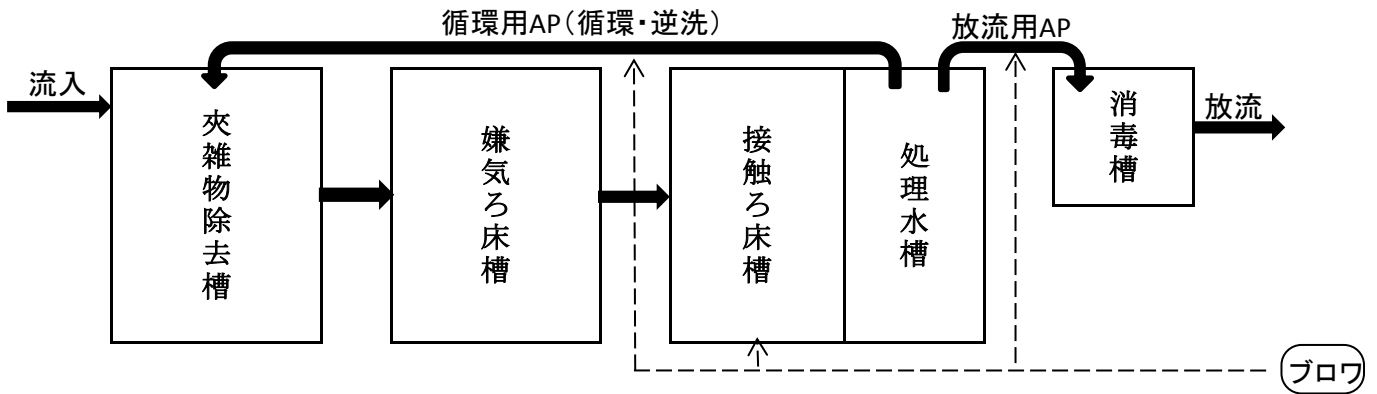 循環用AP（循環・逆洗）
放流用AP
流入
夾雑物除去槽
嫌気ろ床槽
接触ろ床槽
処理水槽
消毒槽
放流
ブロワ